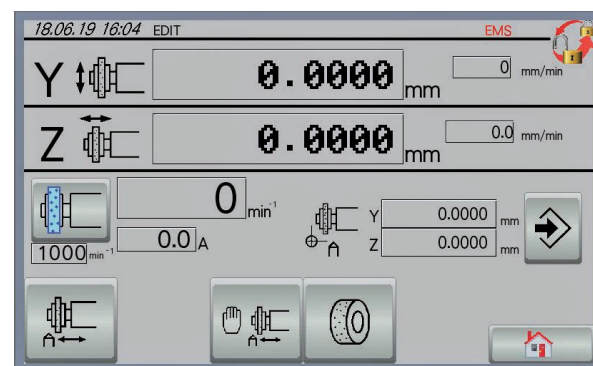 18.06.19 16:04 EDIT EMS
Y 0.0000 mm 0 mm/min
Z 0.0000 mm 0.0 mm/min
0 min⁻¹
Y 0.0000 mm
1000 min⁻¹ 0.0 A
A Z 0.0000 mm
A A